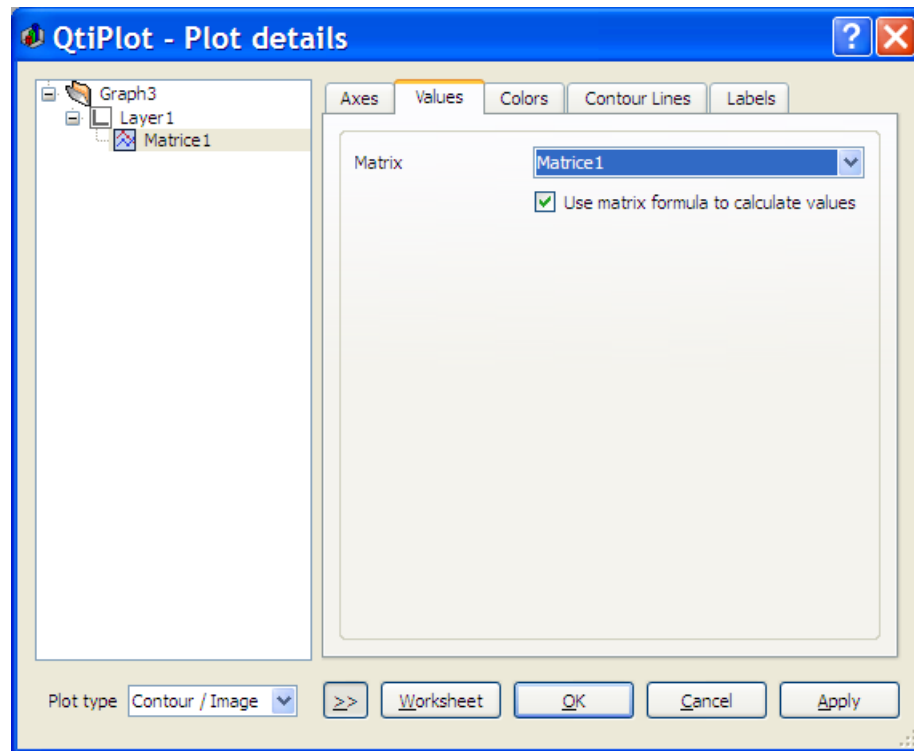 QtiPlot - Plot details
Graph3
Layer1
Matrice1
Axes Values Colors Contour Lines Labels
Matrix Matrice1
Use matrix formula to calculate values
Plot type Contour / Image >> Worksheet OK Cancel Apply